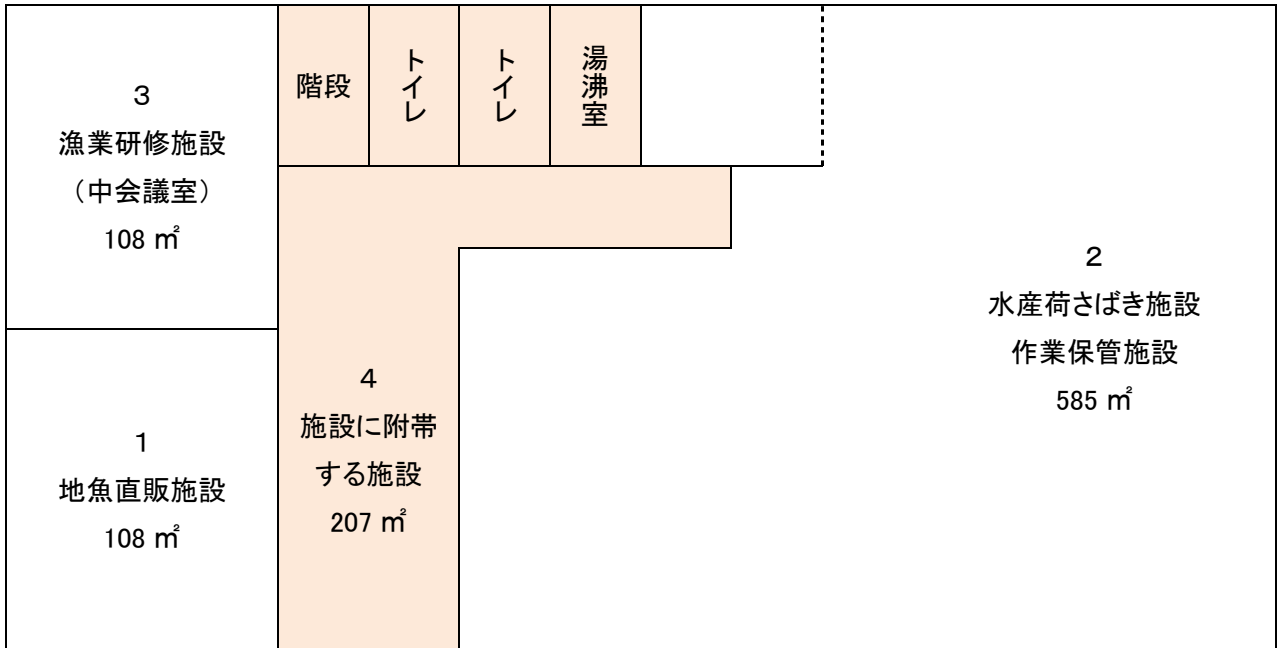 3
漁業研修施設
(中会議室)
108 ㎡
階段
トイレ
トイレ
湯沸室
2
水産荷さばき施設
作業保管施設
585 ㎡
1
地魚直販施設
108 ㎡
4
施設に附帯
する施設
207 ㎡